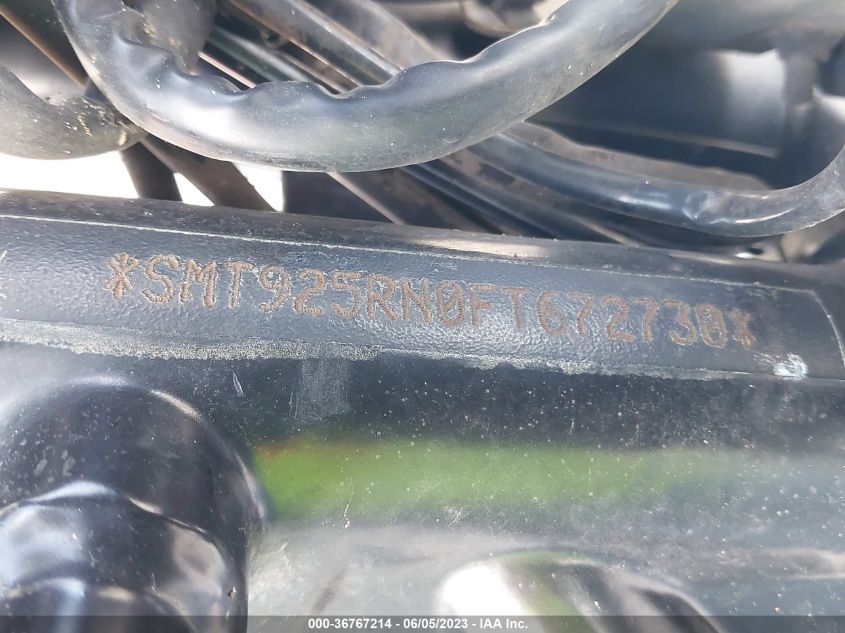 *SMT925RN0FT672730*
000-36767214 - 06/05/2023 - IAA Inc.